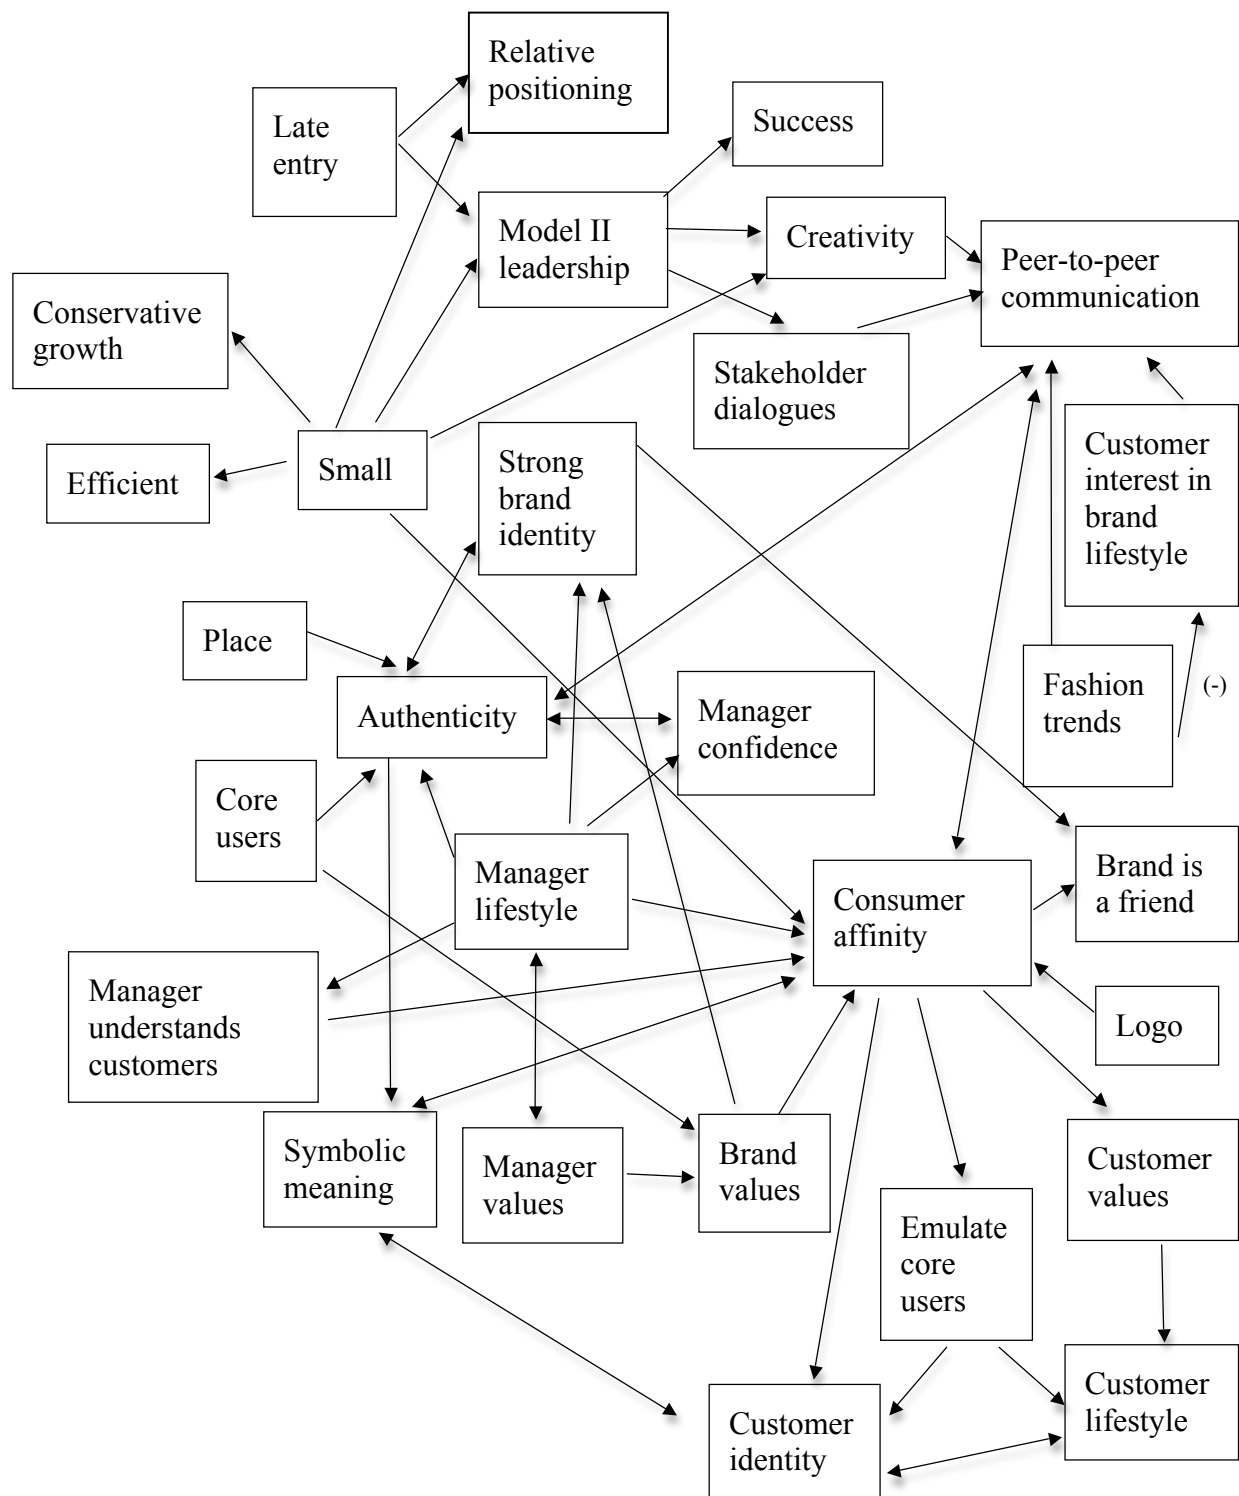 Relative
positioning
Late
entry
Success
Model II
leadership
Creativity
Peer-to-peer
communication
Conservative
growth
Stakeholder
dialogues
Efficient
Small
Strong
brand
identity
Customer
interest in
brand
lifestyle
Place
Authenticity
Manager
confidence
Fashion
trends
(-)
Core
users
Manager
lifestyle
Consumer
affinity
Brand is
a friend
Manager
understands
customers
Logo
Symbolic
meaning
Manager
values
Brand
values
Customer
values
Emulate
core
users
Customer
identity
Customer
lifestyle